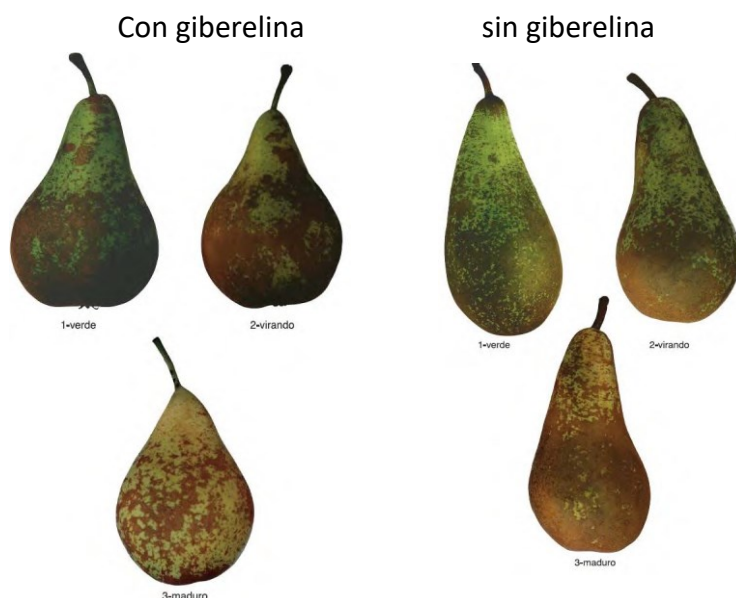 Con giberelina
sin giberelina
1-verde
2-virando
1-verde
2-virando
3-maduro
3-maduro